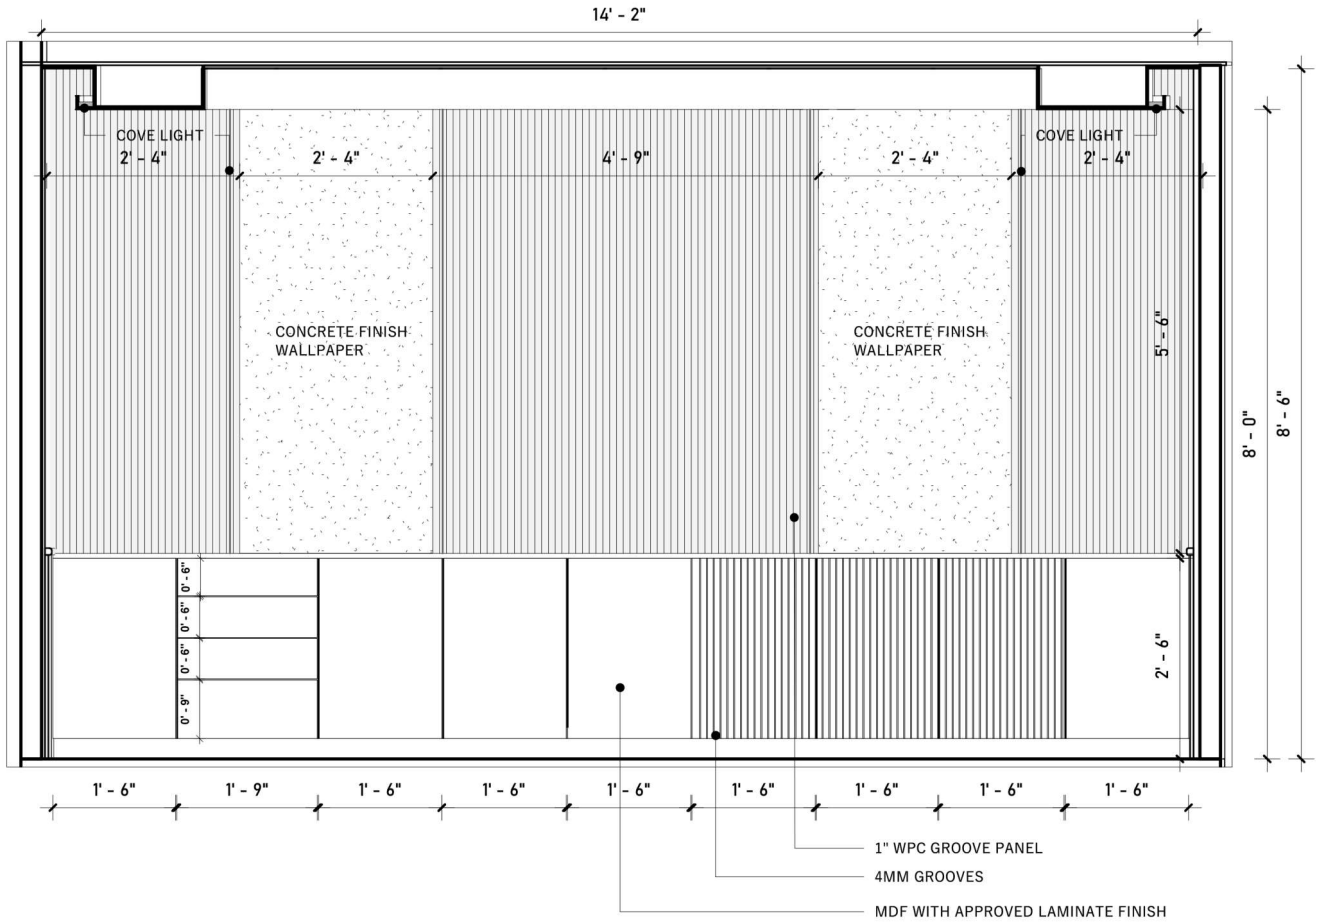 14' - 2"
COVE LIGHT
COVE LIGHT
2' - 4"
2' - 4"
4' - 9"
2' - 4"
2' - 4"
CONCRETE FINISH
WALLPAPER
CONCRETE FINISH
WALLPAPER
5' - 6"
8' - 0"
8' - 6"
0' - 6"
0' - 6"
0' - 6"
0' - 9"
2' - 6"
1' - 6"
1' - 9"
1' - 6"
1' - 6"
1' - 6"
1' - 6"
1' - 6"
1' - 6"
1' - 6"
1" WPC GROOVE PANEL
4MM GROOVES
MDF WITH APPROVED LAMINATE FINISH